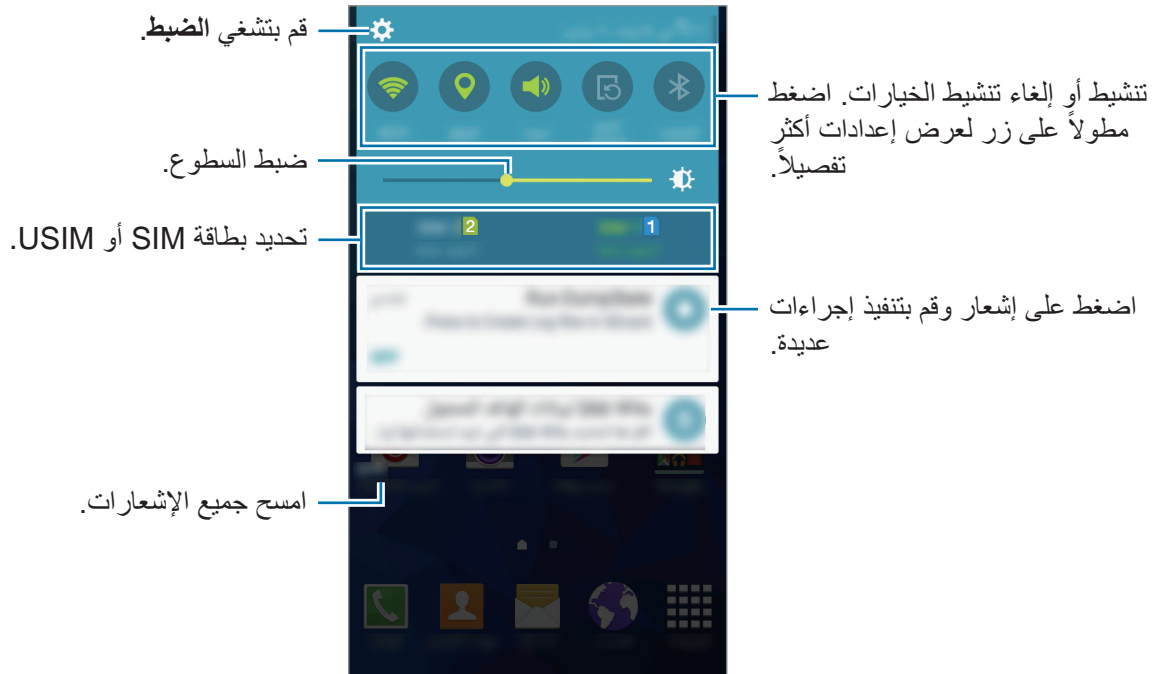 قم بتشغي الضبط.
تنشيط أو إلغاء تنشيط الخيارات. اضغط
مطولاً على زر لعرض إعدادات أكثر
تفصيلاً.
ضبط السطوع.
2
1
تحديد بطاقة SIM أو USIM.
اضغط على إشعار وقم بتنفيذ إجراءات
عديدة.
امسح جميع الإشعارات.